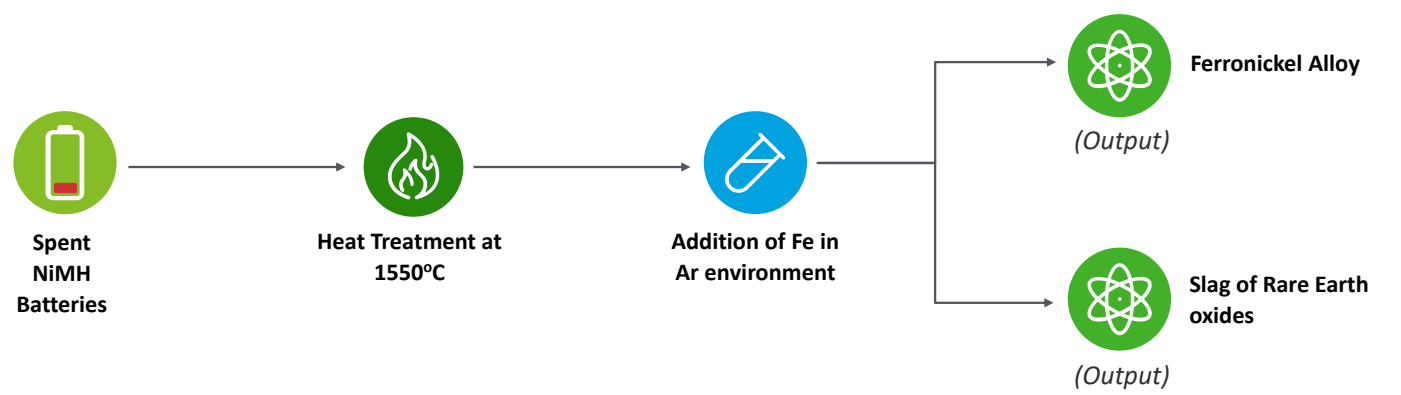 Spent
NiMH
Batteries
Heat Treatment at
1550ºC
Addition of Fe in
Ar environment
Ferronickel Alloy
(Output)
Slag of Rare Earth
oxides
(Output)